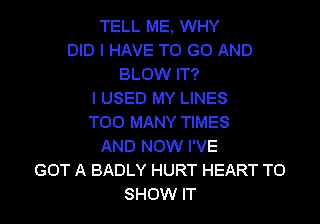 TELL ME, WHY
DID I HAVE TO GO AND
BLOW IT?
I USED MY LINES
TOO MANY TIMES
AND NOW I'VE
GOT A BADLY HURT HEART TO
SHOW IT